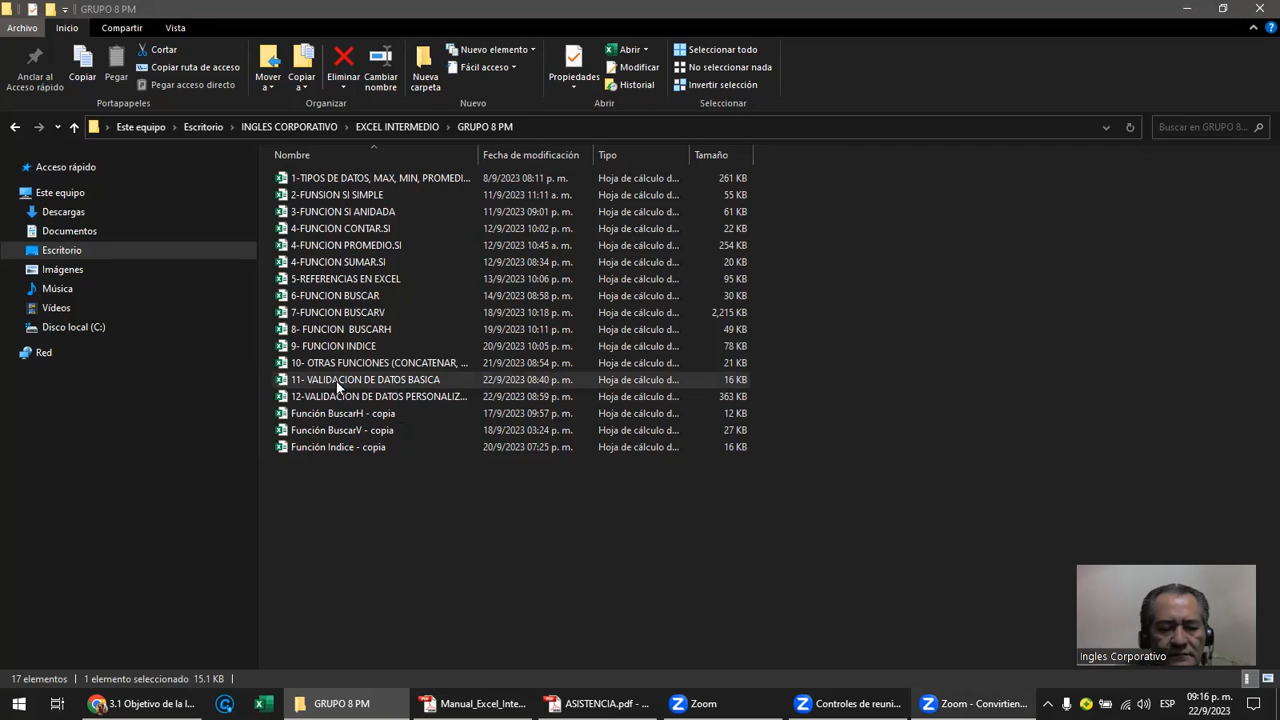 GRUPO 8 PM
Archivo Inicio Compartir Vista
Anclar al Acceso rápido
Copiar
Pegar
Cortar
Copiar ruta de acceso
Pegar acceso directo
Portapapeles
Mover a
Copiar a
Eliminar
Cambiar nombre
Organizar
Nueva carpeta
Nuevo elemento
Fácil acceso
Nuevo
Propiedades
Abrir
Modificar
Historial
Abrir
Seleccionar todo
No seleccionar nada
Invertir selección
Seleccionar
Este equipo › Escritorio › INGLES CORPORATIVO › EXCEL INTERMEDIO › GRUPO 8 PM
Buscar en GRUPO 8...
Acceso rápido
Este equipo
Descargas
Documentos
Escritorio
Imágenes
Música
Vídeos
Disco local (C:)
Red
Nombre Fecha de modificación Tipo Tamaño
1-TIPOS DE DATOS, MAX, MIN, PROMEDI... 8/9/2023 08:11 p. m. Hoja de cálculo d... 261 KB
2-FUNSION SI SIMPLE 11/9/2023 11:11 a. m. Hoja de cálculo d... 55 KB
3-FUNCION SI ANIDADA 11/9/2023 09:01 p. m. Hoja de cálculo d... 61 KB
4-FUNCION CONTAR.SI 12/9/2023 10:02 p. m. Hoja de cálculo d... 22 KB
4-FUNCION PROMEDIO.SI 12/9/2023 10:45 a. m. Hoja de cálculo d... 254 KB
4-FUNCION SUMAR.SI 12/9/2023 08:34 p. m. Hoja de cálculo d... 20 KB
5-REFERENCIAS EN EXCEL 13/9/2023 10:06 p. m. Hoja de cálculo d... 95 KB
6-FUNCION BUSCAR 14/9/2023 08:58 p. m. Hoja de cálculo d... 30 KB
7-FUNCION BUSCARV 18/9/2023 10:18 p. m. Hoja de cálculo d... 2,215 KB
8- FUNCION BUSCARH 19/9/2023 10:11 p. m. Hoja de cálculo d... 49 KB
9- FUNCION INDICE 20/9/2023 10:05 p. m. Hoja de cálculo d... 78 KB
10- OTRAS FUNCIONES (CONCATENAR, ... 21/9/2023 08:54 p. m. Hoja de cálculo d... 21 KB
11- VALIDACION DE DATOS BASICA 22/9/2023 08:40 p. m. Hoja de cálculo d... 16 KB
12-VALIDACION DE DATOS PERSONALIZ... 22/9/2023 08:59 p. m. Hoja de cálculo d... 363 KB
Función BuscarH - copia 17/9/2023 09:57 p. m. Hoja de cálculo d... 12 KB
Función BuscarV - copia 18/9/2023 03:24 p. m. Hoja de cálculo d... 27 KB
Función Indice - copia 20/9/2023 07:25 p. m. Hoja de cálculo d... 16 KB
Ingles Corporativo
17 elementos 1 elemento seleccionado 15.1 KB
3.1 Objetivo de la I... GRUPO 8 PM Manual_Excel_Inte... ASISTENCIA.pdf - ... Zoom Controles de reuni... Zoom - Convirtien... ESP
09:16 p. m.
22/9/2023